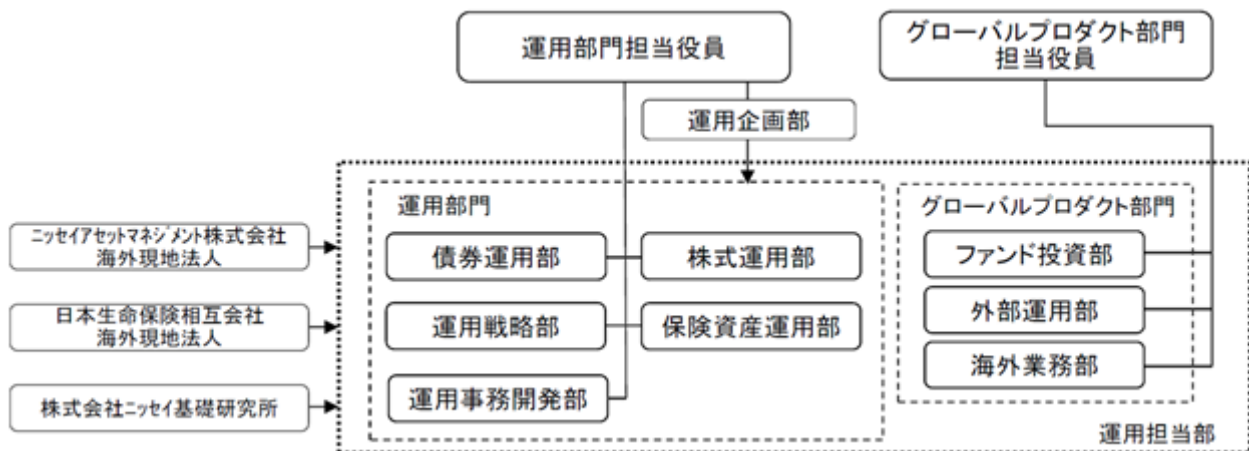 運用部門担当役員
グローバルプロダクト部門
担当役員
運用企画部
運用部門
グローバルプロダクト部門
ニッセイアセットマネジメント株式会社
海外現地法人
債券運用部
株式運用部
ファンド投資部
日本生命保険相互会社
海外現地法人
運用戦略部
保険資産運用部
外部運用部
海外業務部
株式会社ニッセイ基礎研究所
運用事務開発部
運用担当部